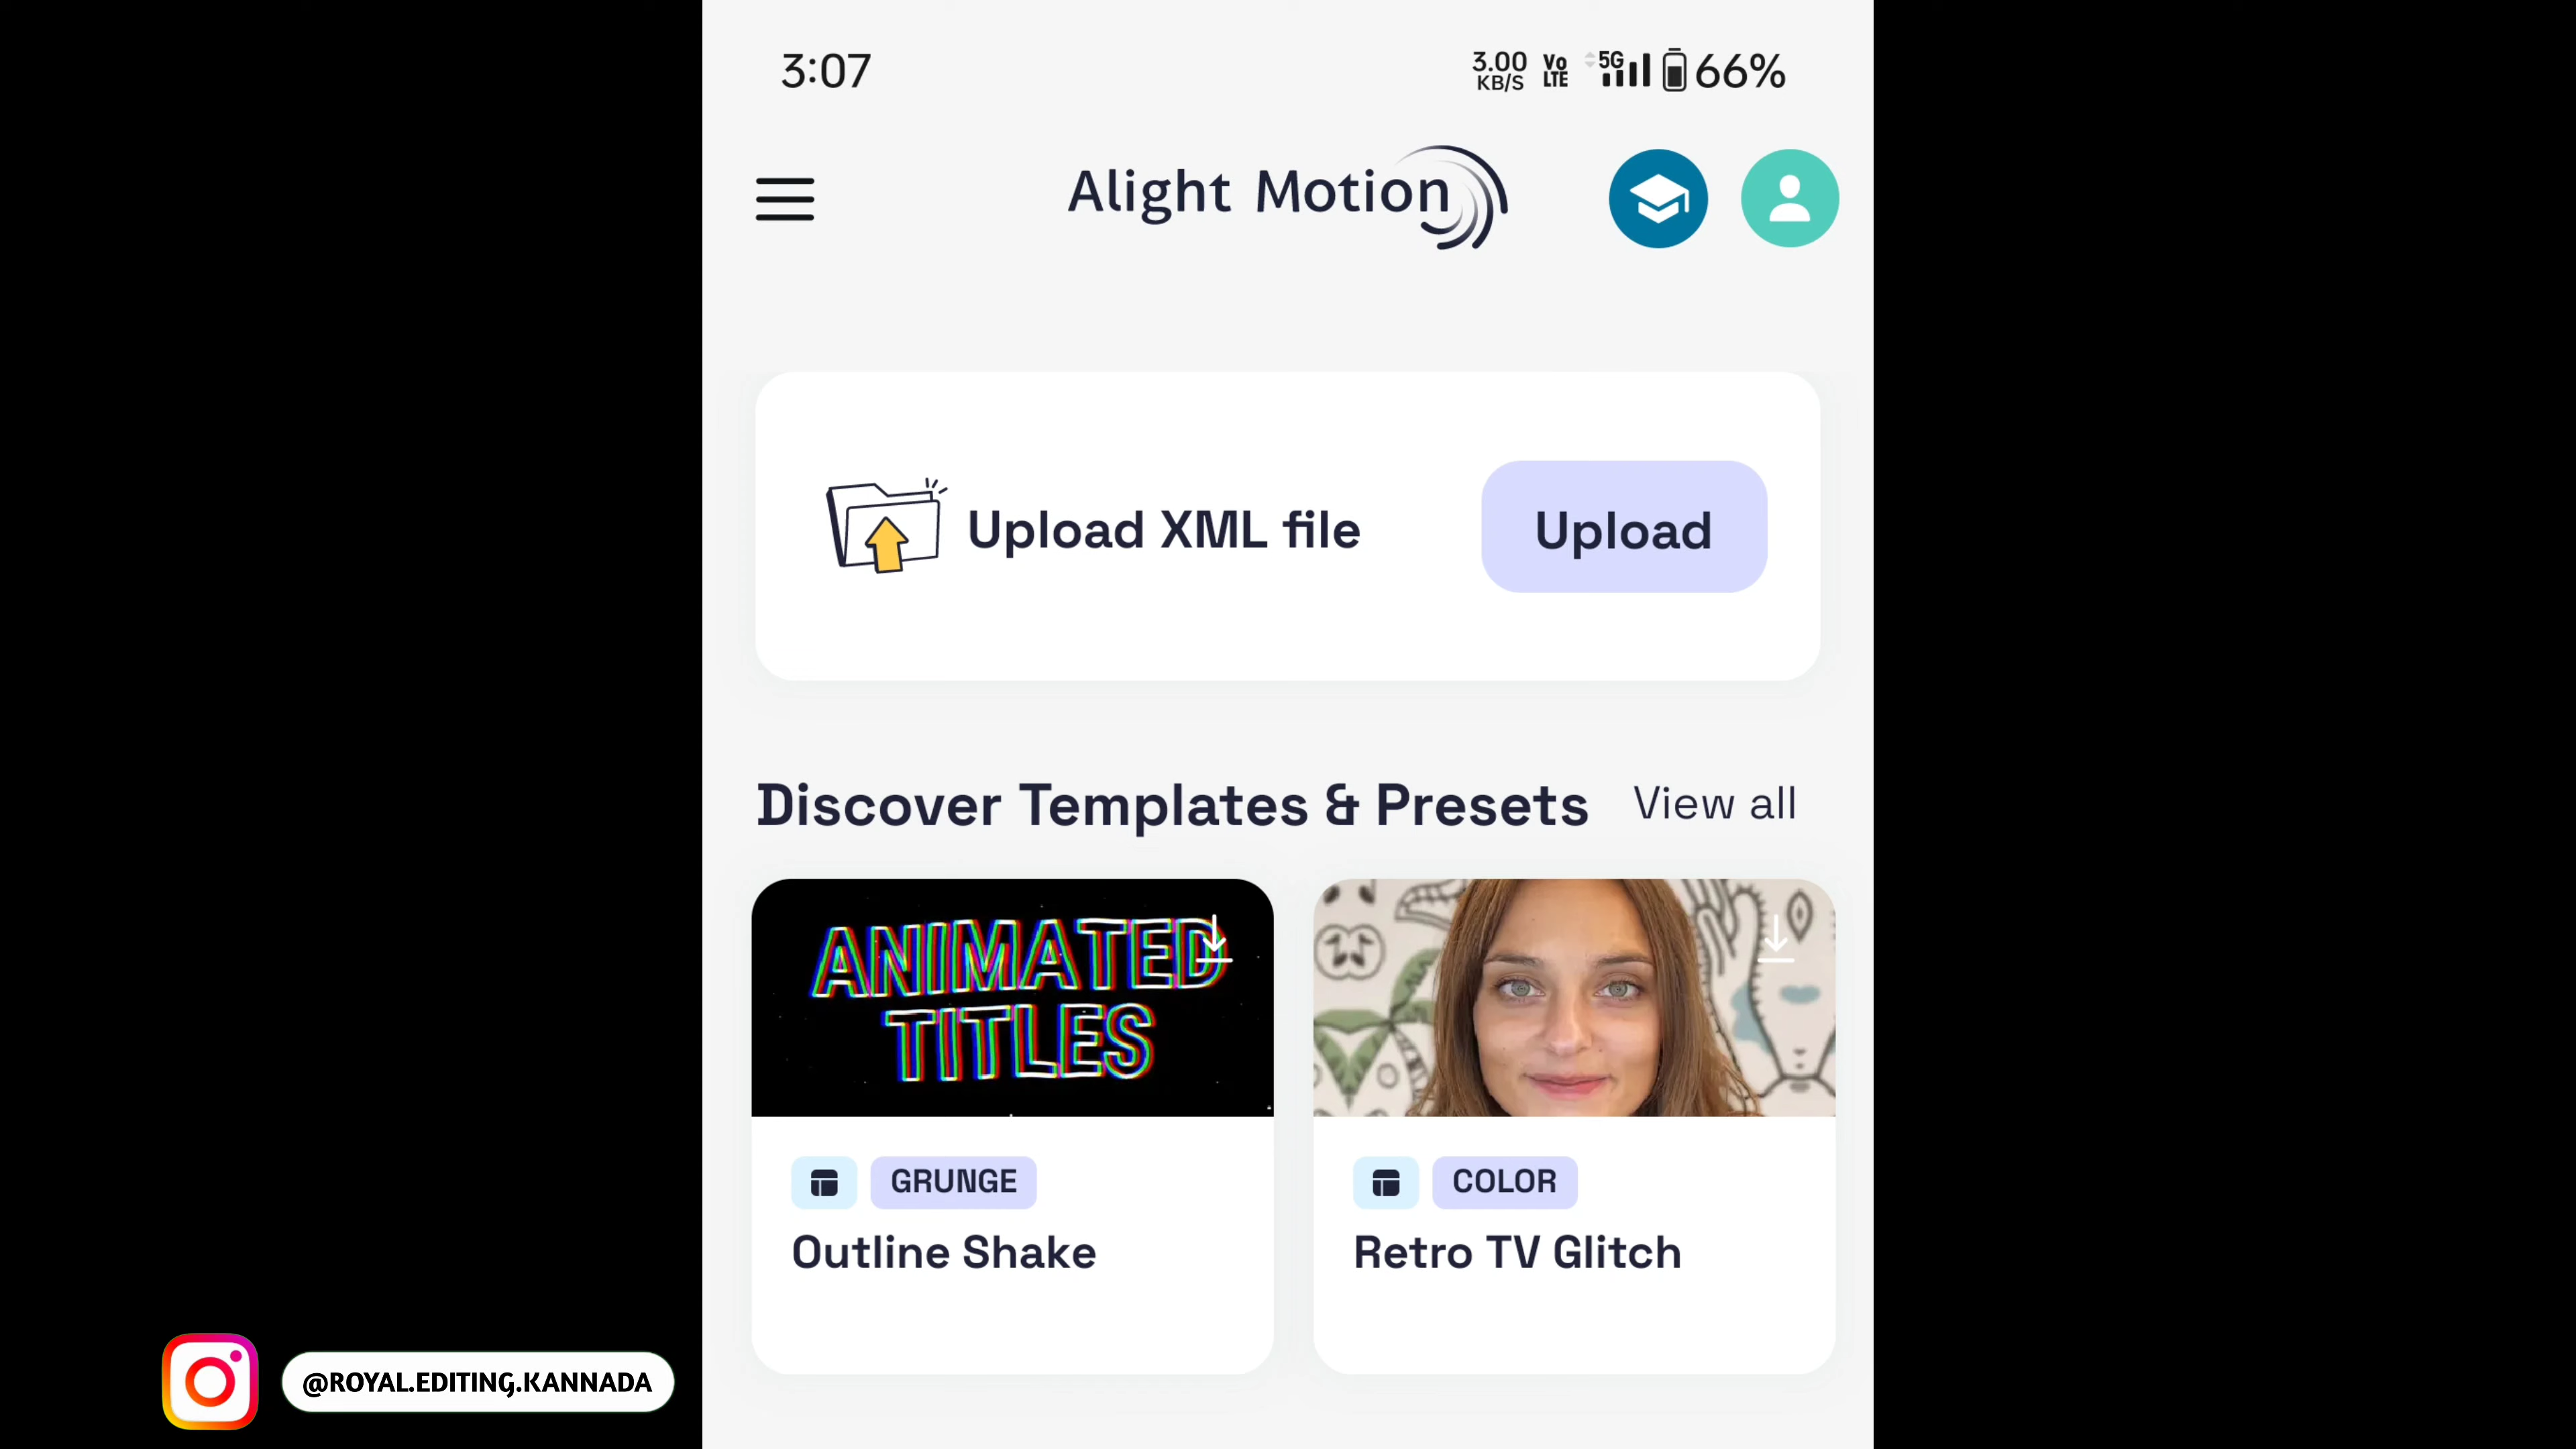 3:07
3.00 KB/S Vo LTE 5G 66%
Alight Motion
Upload XML file
Upload
Discover Templates & Presets
View all
ANIMATED
TITLES
GRUNGE
Outline Shake
COLOR
Retro TV Glitch
@ROYAL.EDITING.KANNADA